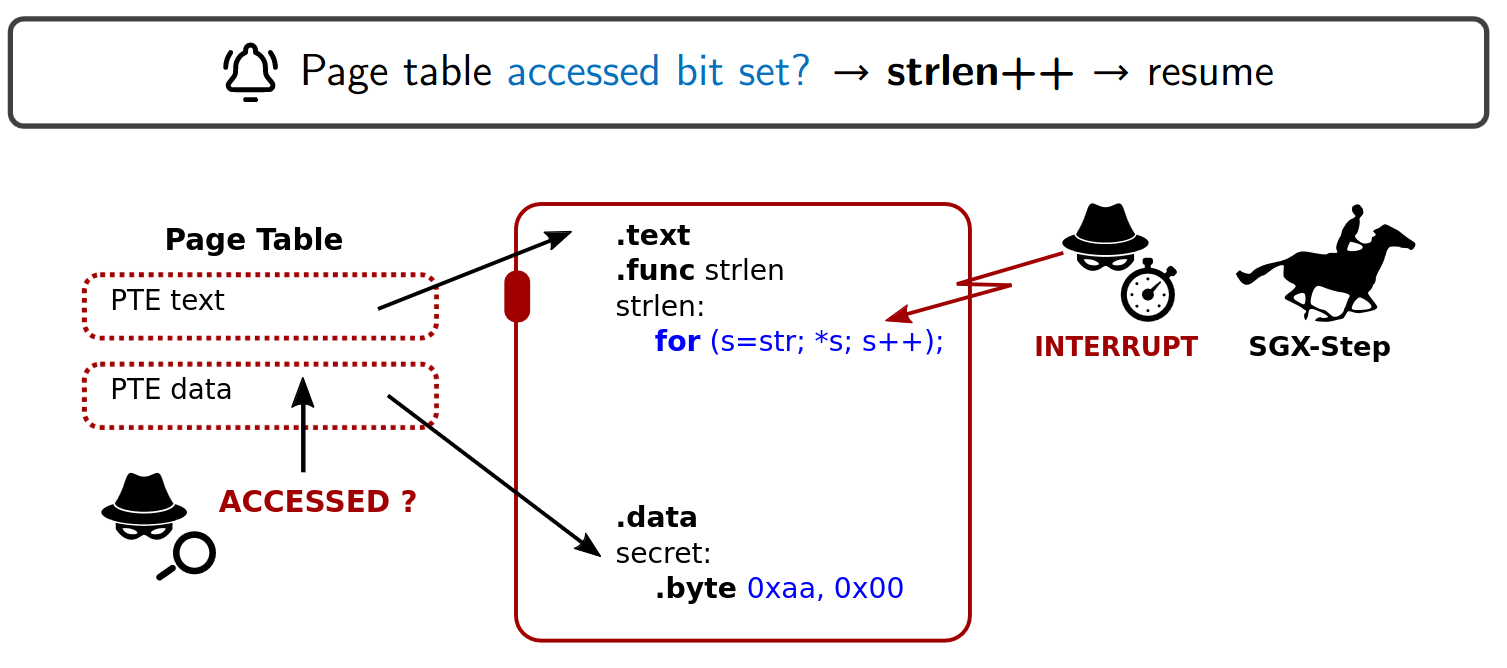 Page table accessed bit set? → strlen++ → resume
Page Table
PTE text
PTE data
ACCESSED ?
.text
.func strlen
strlen:
for (s=str; *s; s++);
.data
secret:
.byte 0xaa, 0x00
INTERRUPT
SGX-Step